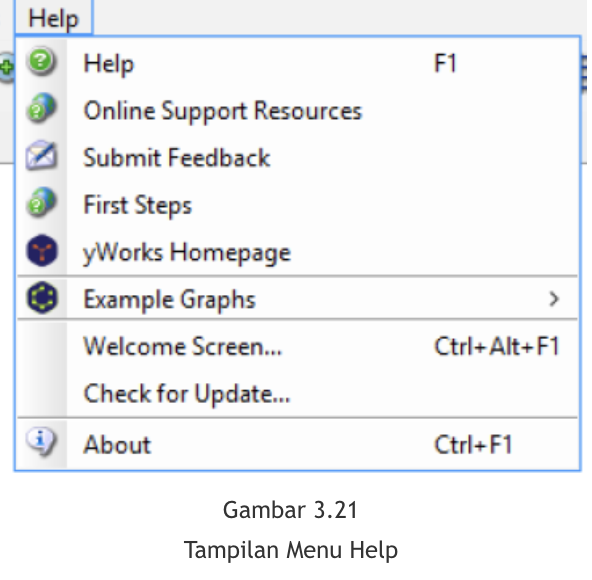 Help
Help F1
Online Support Resources
Submit Feedback
First Steps
yWorks Homepage
Example Graphs
Welcome Screen... Ctrl+Alt+F1
Check for Update...
About Ctrl+F1
Gambar 3.21
Tampilan Menu Help